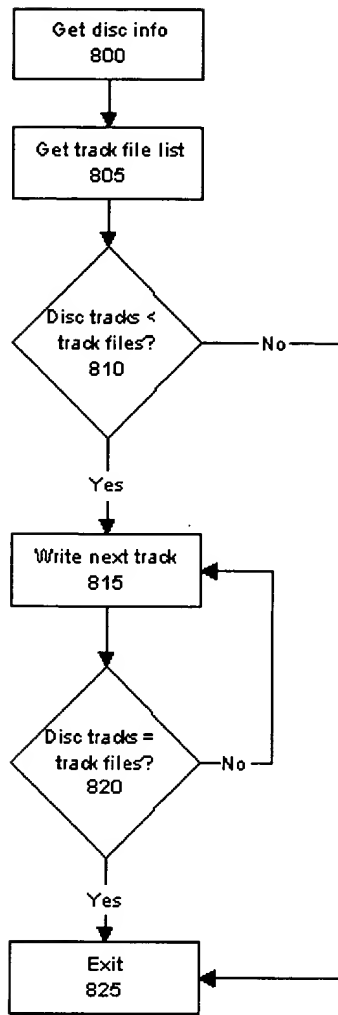 Get disc info
800
Get track file list
805
Disc tracks <
track files?
810
No
Yes
Write next track
815
Disc tracks =
track files?
820
No
Yes
Exit
825